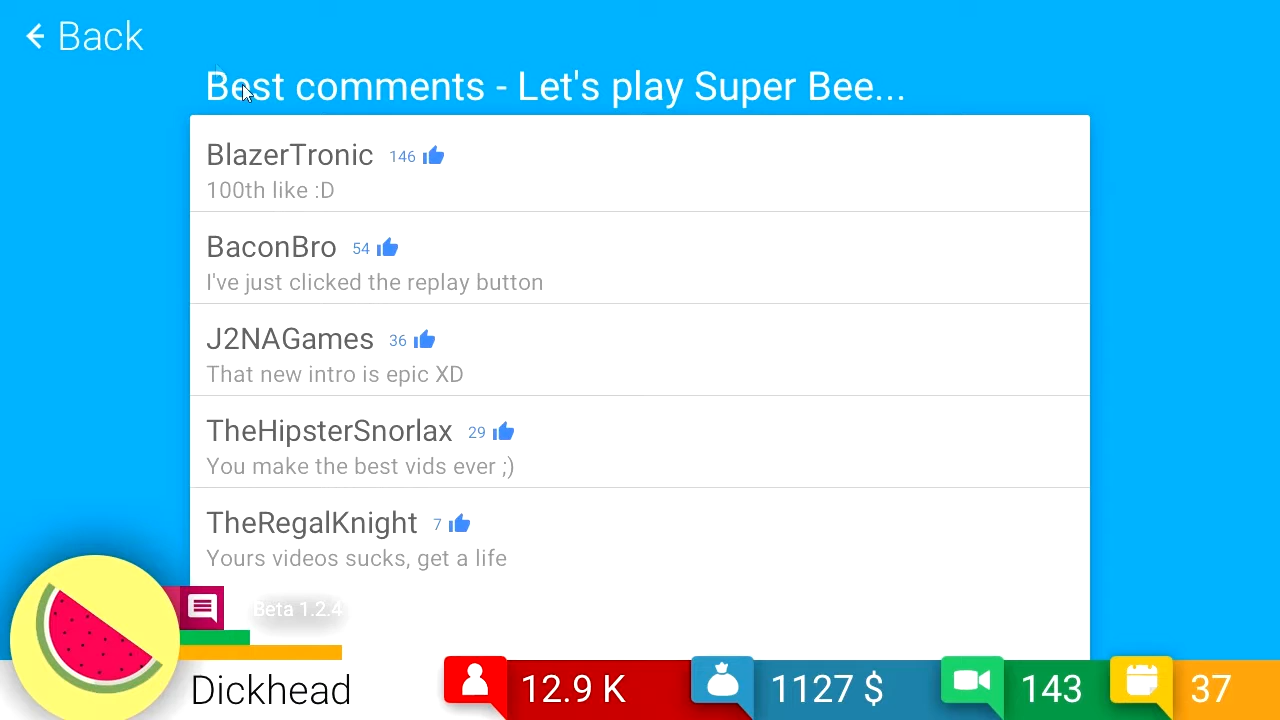 Back
Best comments - Let's play Super Bee...
BlazerTronic 146
100th like :D
BaconBro 54
I've just clicked the replay button
J2NAGames 36
That new intro is epic XD
TheHipsterSnorlax 29
You make the best vids ever ;)
TheRegalKnight 7
Yours videos sucks, get a life
Beta 1.2.4
Dickhead 12.9 K 1127 $ 143 37